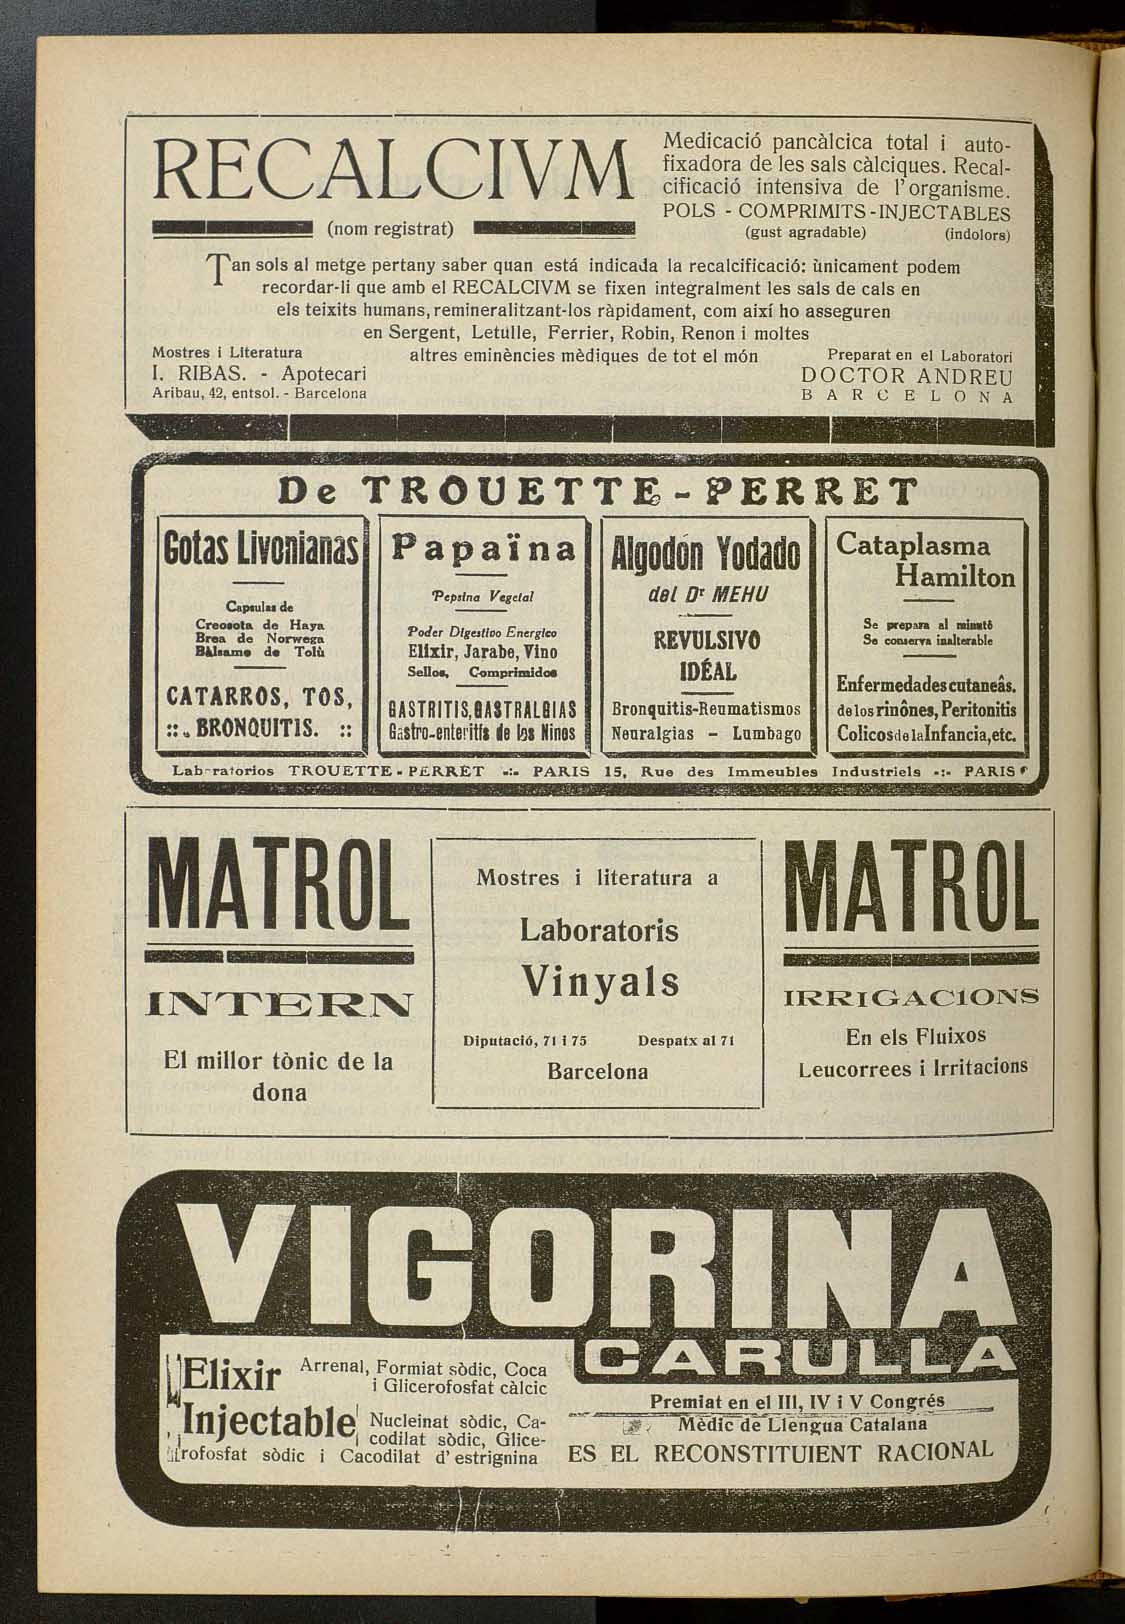 RECALCIVM
(nom registrat)
Medicació pancàlcica total i auto-
fixadora de les sals càlciques. Recal-
cificació intensiva de l'organisme.
POLS - COMPRIMITS - INJECTABLES
(gust agradable) (indolors)
Tan sols al metge pertany saber quan está indicada la recalcificació: ùnicament podem
recordar-li que amb el RECALCIVM se fixen integralment les sals de cals en
els teixits humans, remineralitzant-los ràpidament, com així ho asseguren
en Sergent, Letulle, Ferrier, Robin, Renon i moltes
altres eminències mèdiques de tot el món
Mostres i Literatura
I. RIBAS. - Apotecari
Aribau, 42, entsol. - Barcelona
Preparat en el Laboratori
DOCTOR ANDREU
BARCELONA
De TROUETTE-PERRET
Gotas Livonianas
Capsulas de
Creosota de Haya
Brea de Norwega
Bálsamo de Tolú
CATARROS, TOS,
:: BRONQUITIS. ::
Papaïna
Pepsina Vegetal
Poder Digestivo Energico
Elixir, Jarabe, Vino
Sellos, Comprimidos
GASTRITIS, GASTRALGIAS
Gastro-enteritis de los Ninos
Algodón Yodado
del Dr MEHU
REVULSIVO
IDÉAL
Bronquitis-Reumatismos
Neuralgias - Lumbago
Cataplasma
Hamilton
Se prepara al minutó
Se conserva inalterable
Enfermedades cutaneâs.
de los rinônes, Peritonitis
Colicos de la Infancia, etc.
Laboratorios TROUETTE-PERRET -:- PARIS 15, Rue des Immeubles Industriels -:- PARIS
MATROL
INTERN
El millor tònic de la
dona
Mostres i literatura a
Laboratoris
Vinyals
Diputació, 71 i 75 Despatx al 71
Barcelona
MATROL
IRRIGACIONS
En els Fluixos
Leucorrees i Irritacions
VIGORINA
CARULLA
Elixir Arrenal, Formiat sòdic, Coca
i Glicerofosfat càlcic
Injectable Nucleinat sòdic, Ca-
codilat sòdic, Glice-
rofosfat sòdic i Cacodilat d'estrignina
Premiat en el III, IV i V Congrés
Mèdic de Llengua Catalana
ES EL RECONSTITUIENT RACIONAL